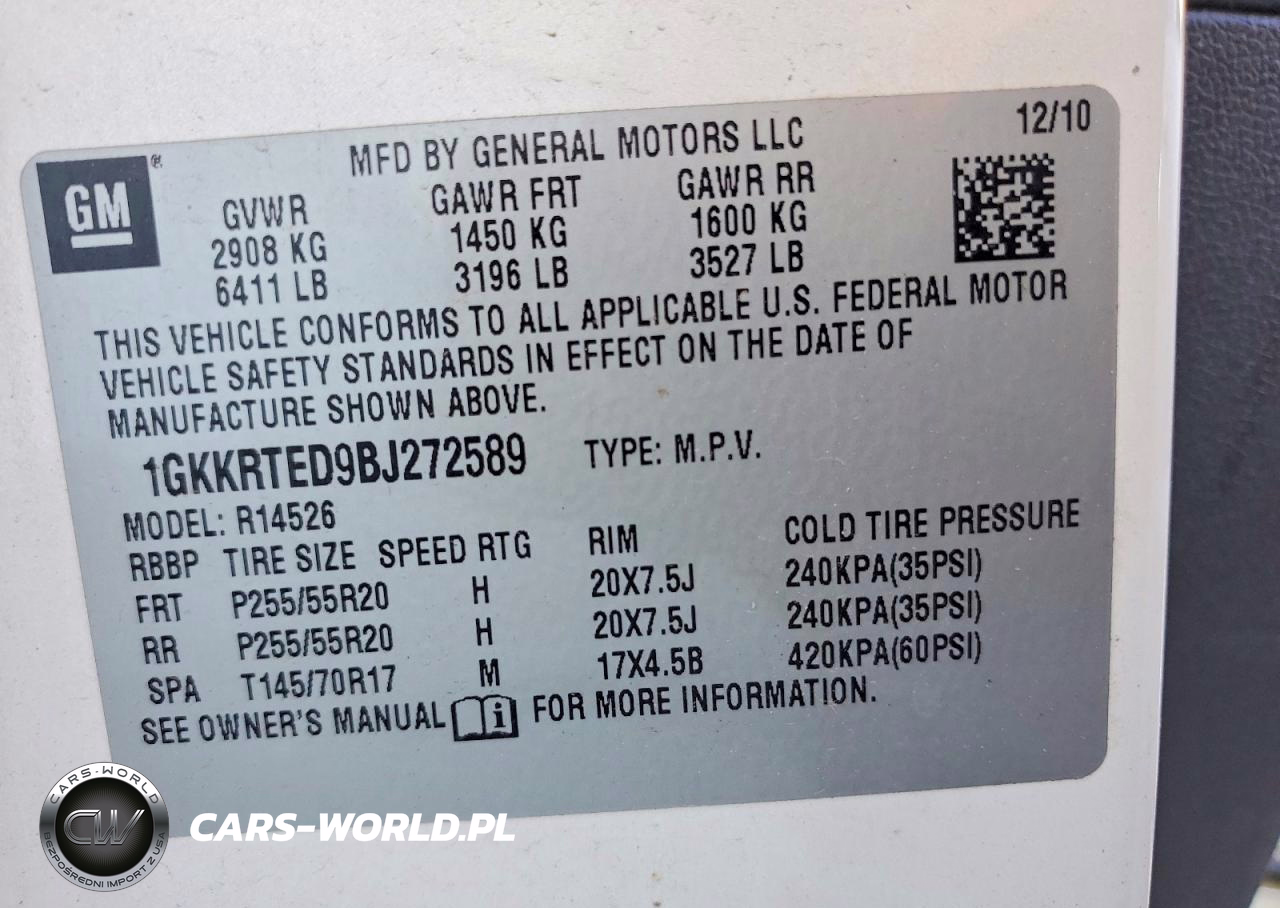 12/10
MFD BY GENERAL MOTORS LLC
GM ®
GVWR GAWR FRT GAWR RR
2908 KG 1450 KG 1600 KG
6411 LB 3196 LB 3527 LB
THIS VEHICLE CONFORMS TO ALL APPLICABLE U.S. FEDERAL MOTOR
VEHICLE SAFETY STANDARDS IN EFFECT ON THE DATE OF
MANUFACTURE SHOWN ABOVE.
1GKKRTED9BJ272589 TYPE: M.P.V.
MODEL: R14526
RBBP TIRE SIZE SPEED RTG RIM COLD TIRE PRESSURE
FRT P255/55R20 H 20X7.5J 240KPA(35PSI)
RR P255/55R20 H 20X7.5J 240KPA(35PSI)
SPA T145/70R17 M 17X4.5B 420KPA(60PSI)
SEE OWNER'S MANUAL i FOR MORE INFORMATION.
CARS-WORLD
CW
BEZPOŚREDNI IMPORT Z USA
CARS-WORLD.PL